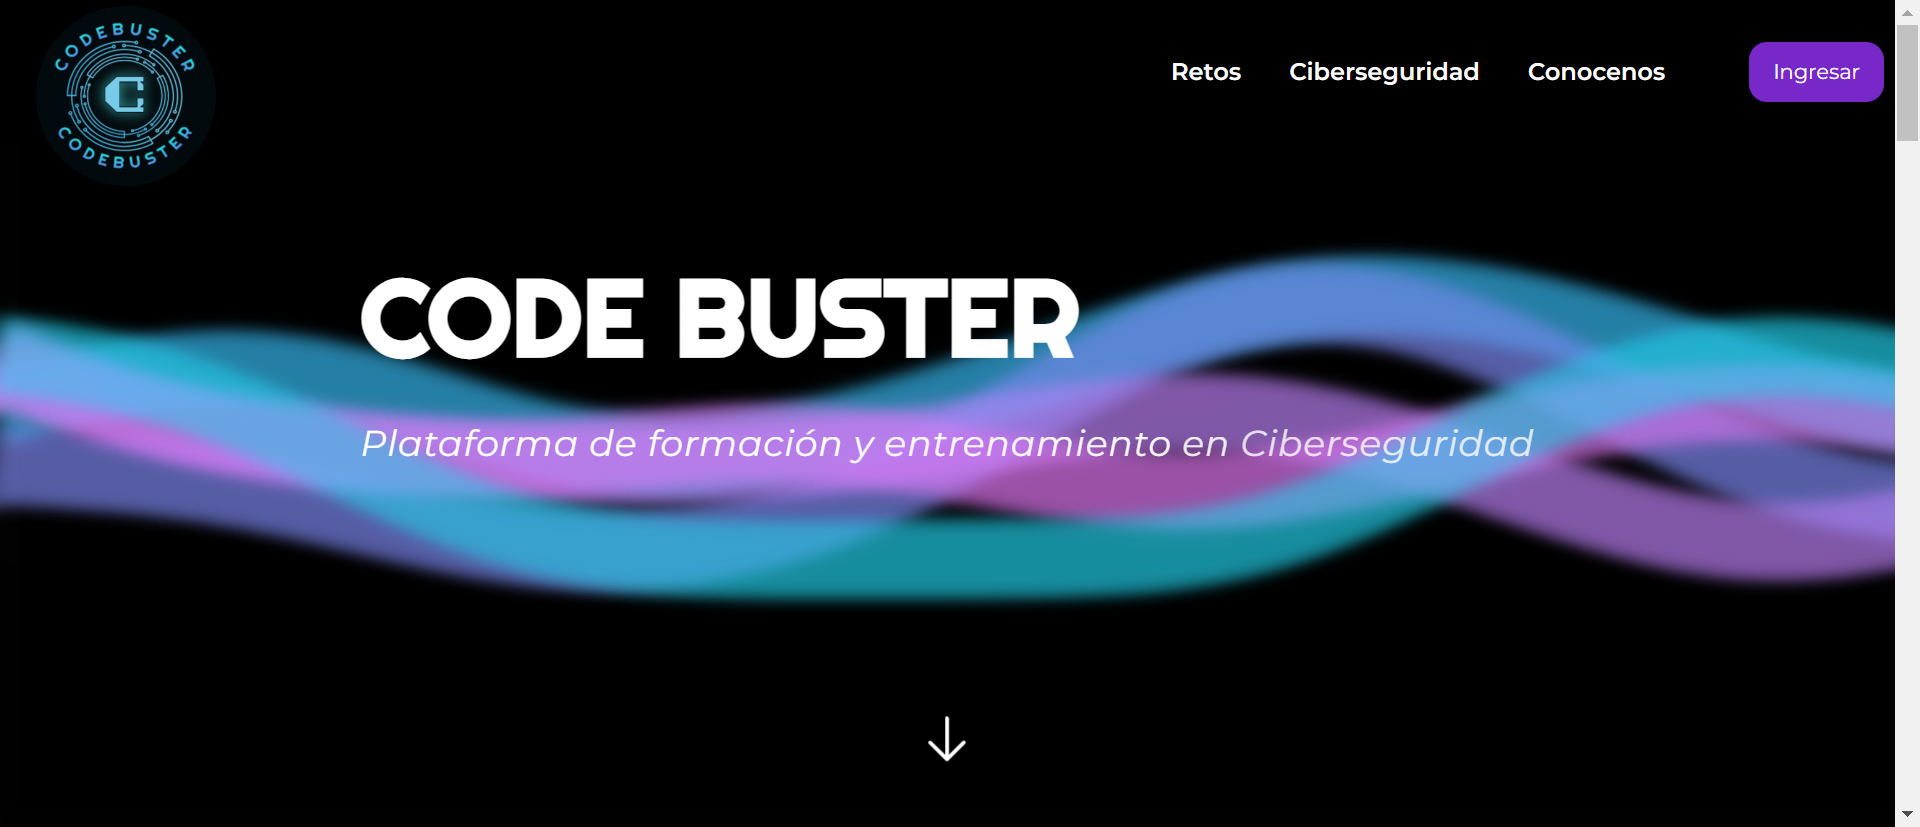 CODEBUSTER
C
CODEBUSTER
Retos Ciberseguridad Conocenos Ingresar
CODE BUSTER
Plataforma de formación y entrenamiento en Ciberseguridad